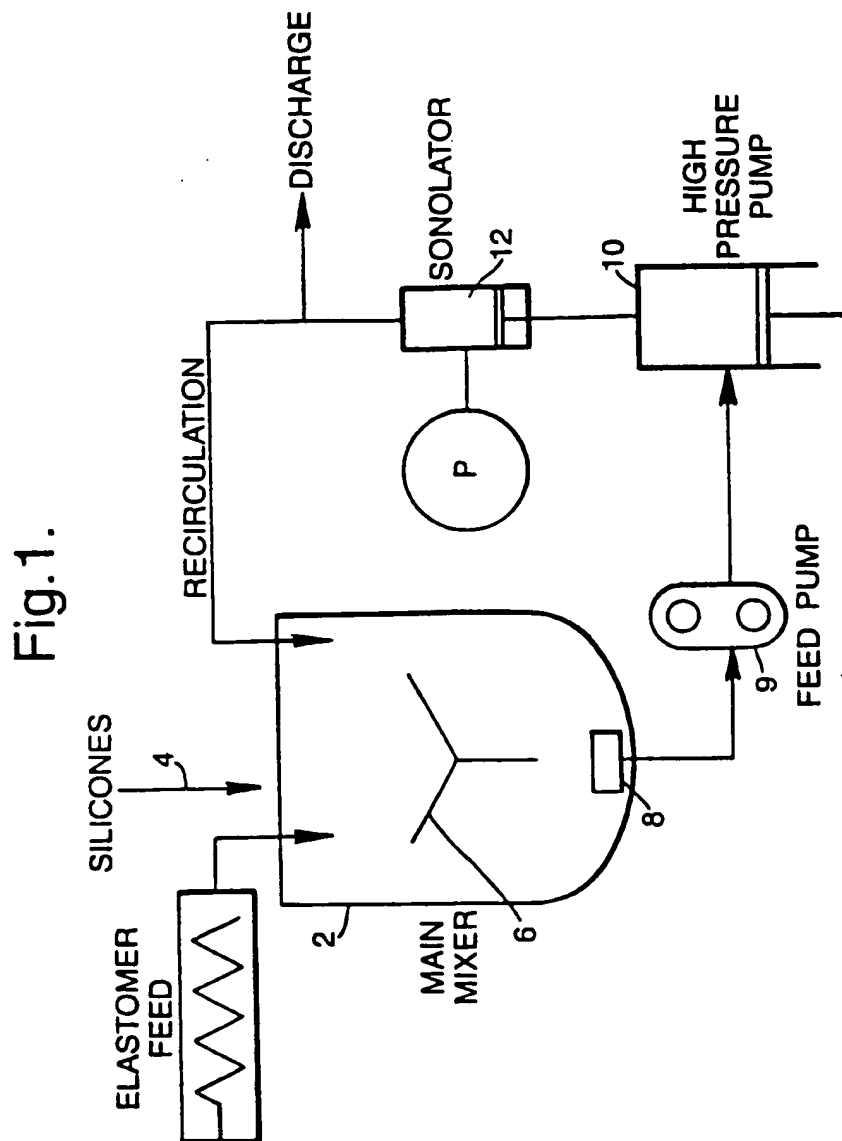 Fig.1.
SILICONES
4
ELASTOMER
FEED
RECIRCULATION
DISCHARGE
SONOLATOR
12
P
2
MAIN
MIXER
6
8
9
FEED PUMP
10
HIGH
PRESSURE
PUMP